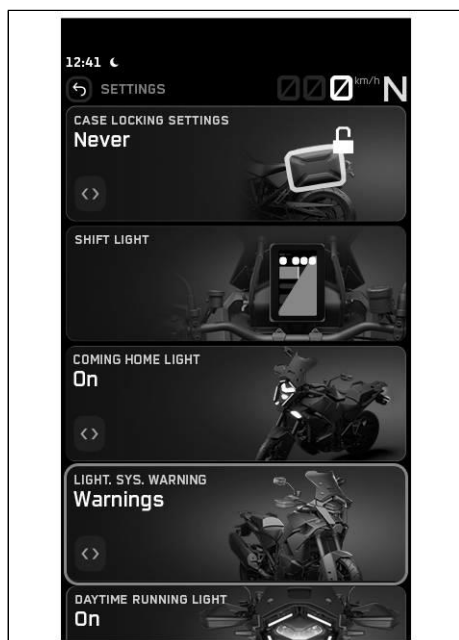 12:41
SETTINGS
000 km/h N
CASE LOCKING SETTINGS
Never
SHIFT LIGHT
COMING HOME LIGHT
On
LIGHT. SYS. WARNING
Warnings
DAYTIME RUNNING LIGHT
On